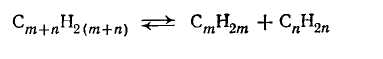 C_{m+n}H_{2(m+n)} ⇌ C_mH_{2m} + C_nH_{2n}